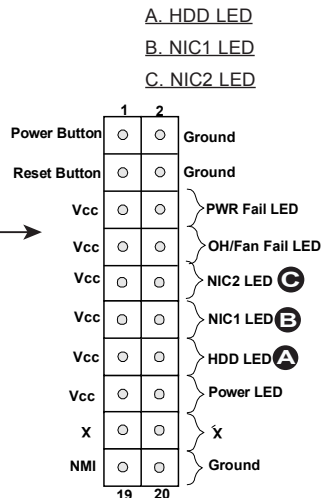 A. HDD LED
B. NIC1 LED
C. NIC2 LED
1 2
Power Button Ground
Reset Button Ground
Vcc PWR Fail LED
Vcc OH/Fan Fail LED
Vcc NIC2 LED C
Vcc NIC1 LED B
Vcc HDD LED A
Vcc Power LED
X X
NMI Ground
19 20